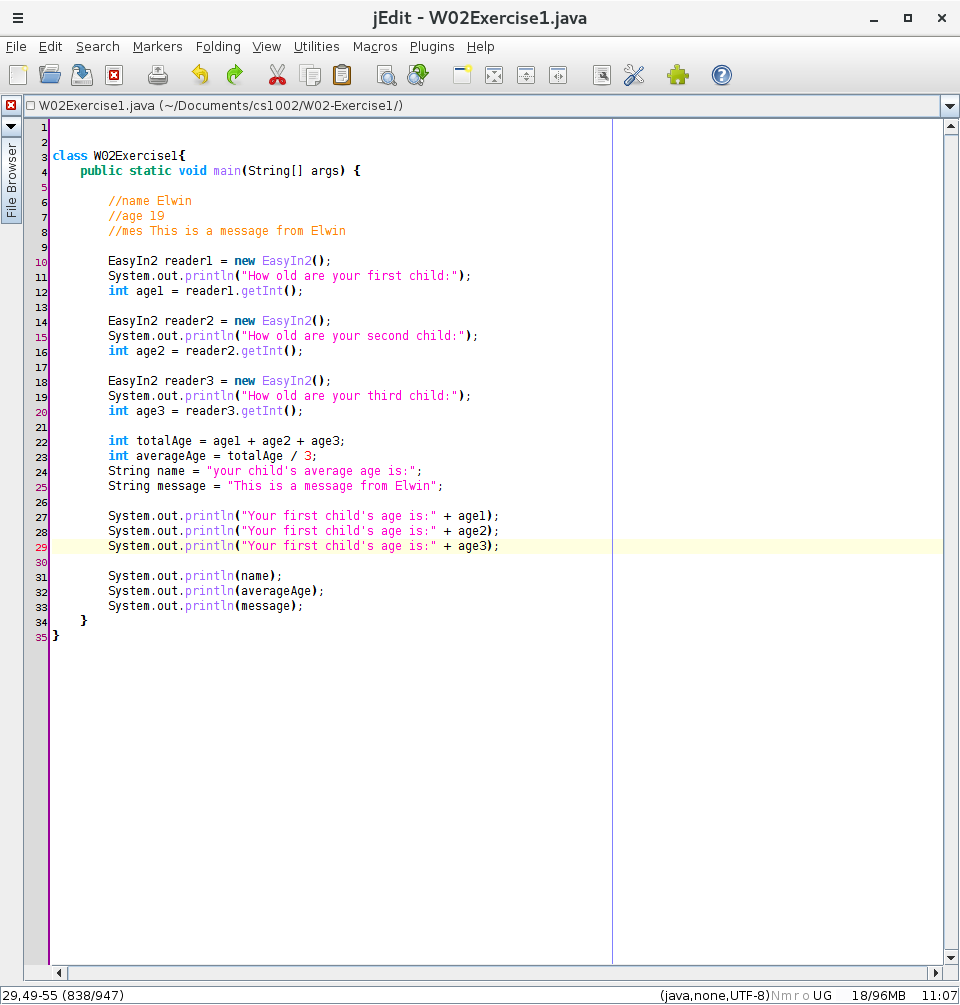 jEdit - W02Exercise1.java
File Edit Search Markers Folding View Utilities Macros Plugins Help
W02Exercise1.java (~/Documents/cs1002/W02-Exercise1/)
File Browser
1
2
3 class W02Exercise1{
4 public static void main(String[] args) {
5
6 //name Elwin
7 //age 19
8 //mes This is a message from Elwin
9
10 EasyIn2 reader1 = new EasyIn2();
11 System.out.println("How old are your first child:");
12 int age1 = reader1.getInt();
13
14 EasyIn2 reader2 = new EasyIn2();
15 System.out.println("How old are your second child:");
16 int age2 = reader2.getInt();
17
18 EasyIn2 reader3 = new EasyIn2();
19 System.out.println("How old are your third child:");
20 int age3 = reader3.getInt();
21
22 int totalAge = age1 + age2 + age3;
23 int averageAge = totalAge / 3;
24 String name = "your child's average age is:";
25 String message = "This is a message from Elwin";
26
27 System.out.println("Your first child's age is:" + age1);
28 System.out.println("Your first child's age is:" + age2);
29 System.out.println("Your first child's age is:" + age3);
30
31 System.out.println(name);
32 System.out.println(averageAge);
33 System.out.println(message);
34 }
35 }
29,49-55 (838/947) (java,none,UTF-8)Nmro UG 18/96MB 11:07